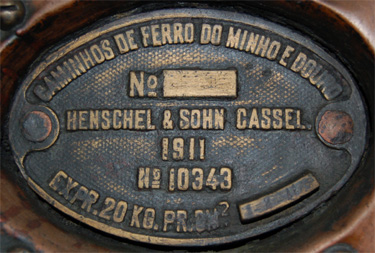 CAMINHOS DE FERRO DO MINHO E DOURO
No
HENSCHEL & SOHN CASSEL.
1911
No 10343
EXPR. 20 KG. PR. CM.2